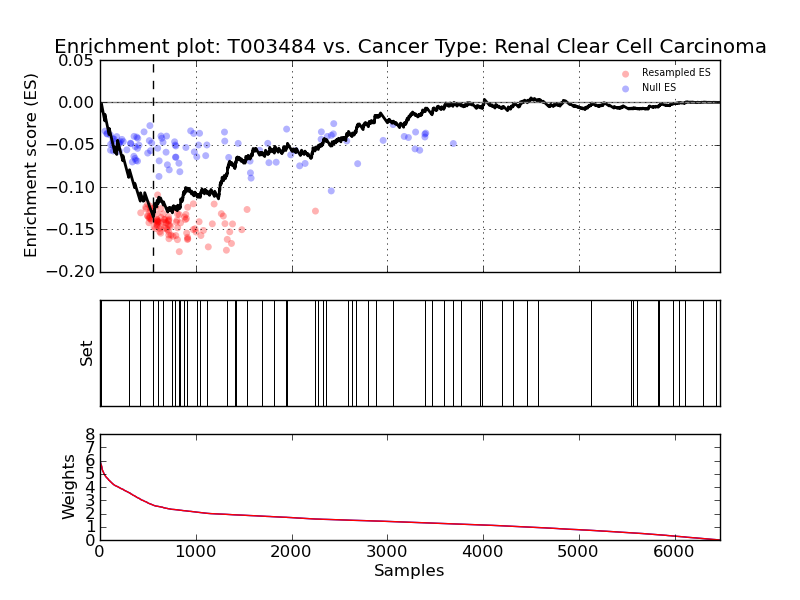 Enrichment plot: T003484 vs. Cancer Type: Renal Clear Cell Carcinoma
Enrichment score (ES)
0.05
0.00
−0.05
−0.10
−0.15
−0.20
Resampled ES
Null ES
Set
Weights
8
7
6
5
4
3
2
1
0
0 1000 2000 3000 4000 5000 6000
Samples